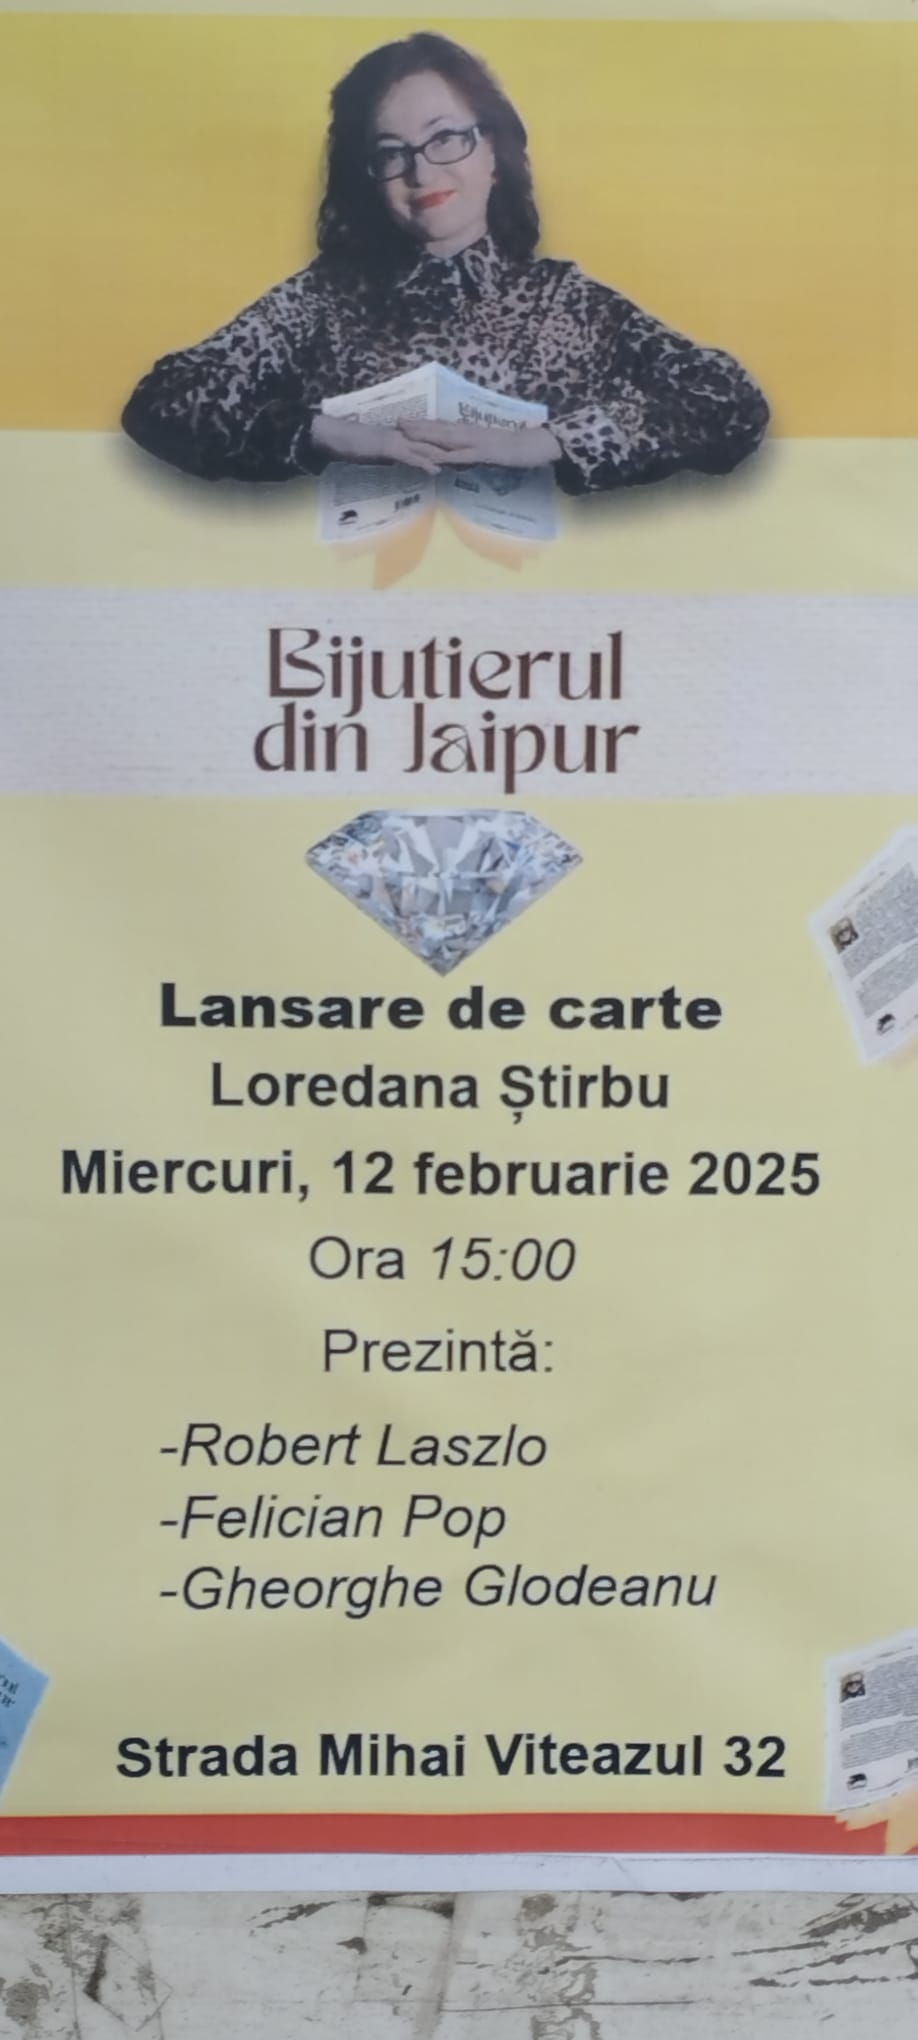 Bijutierul
din Jaipur
Lansare de carte
Loredana Știrbu
Miercuri, 12 februarie 2025
Ora 15:00
Prezintă:
-Robert Laszlo
-Felician Pop
-Gheorghe Glodeanu
Strada Mihai Viteazul 32